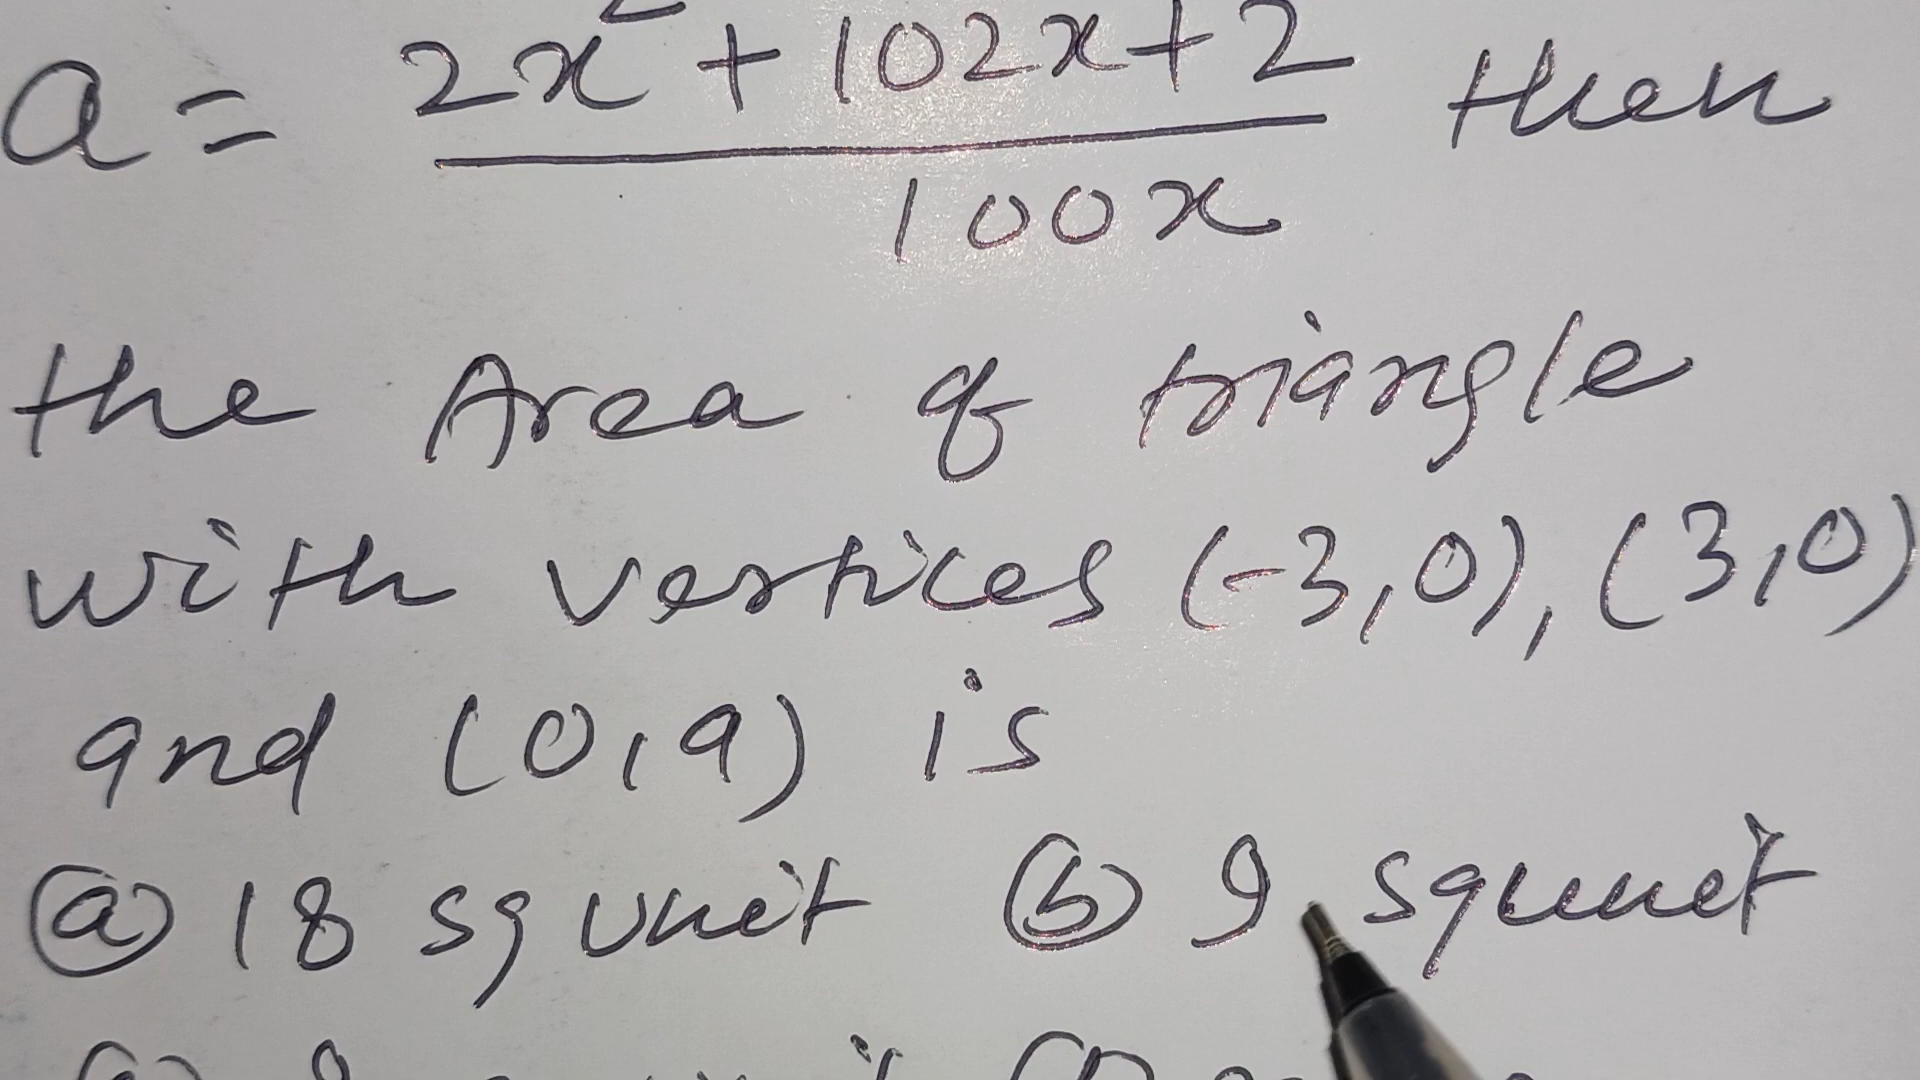 a = 2x² + 102x + 2 then
100x
the Area of triangle
with vertices (-3,0), (3,0)
and (0,a) is
(a) 18 sq unit (b) 9 squnit